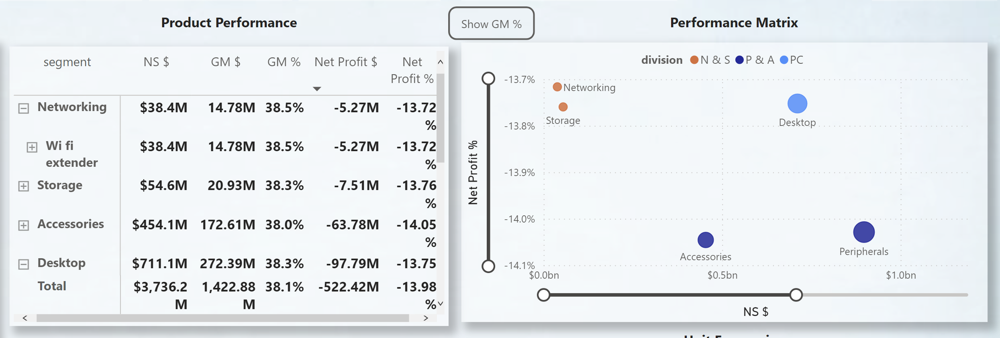 Product Performance
Show GM %
Performance Matrix
segment NS $ GM $ GM % Net Profit $ Net
Profit %
Networking $38.4M 14.78M 38.5% -5.27M -13.72
%
Wi fi $38.4M 14.78M 38.5% -5.27M -13.72
extender %
Storage $54.6M 20.93M 38.3% -7.51M -13.76
%
Accessories $454.1M 172.61M 38.0% -63.78M -14.05
%
Desktop $711.1M 272.39M 38.3% -97.79M -13.75
Total $3,736.2 1,422.88 38.1% -522.42M -13.98
M M %
division N & S P & A PC
Net Profit %
-13.7%
-13.8%
-13.9%
-14.0%
-14.1%
Networking
Storage
Desktop
Accessories
Peripherals
$0.0bn $0.5bn $1.0bn
NS $